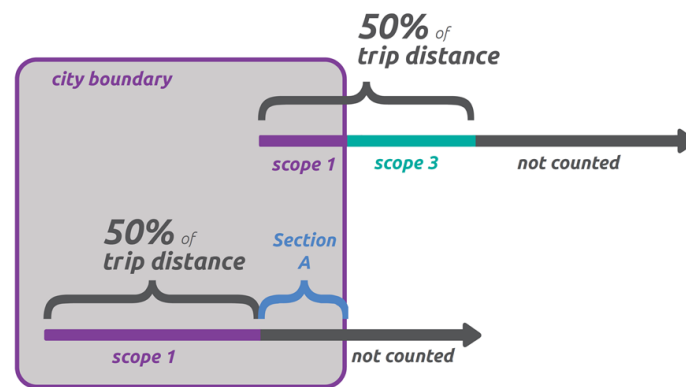 50% of
trip distance
city boundary
scope 1
scope 3
not counted
50% of
trip distance
Section
A
scope 1
not counted